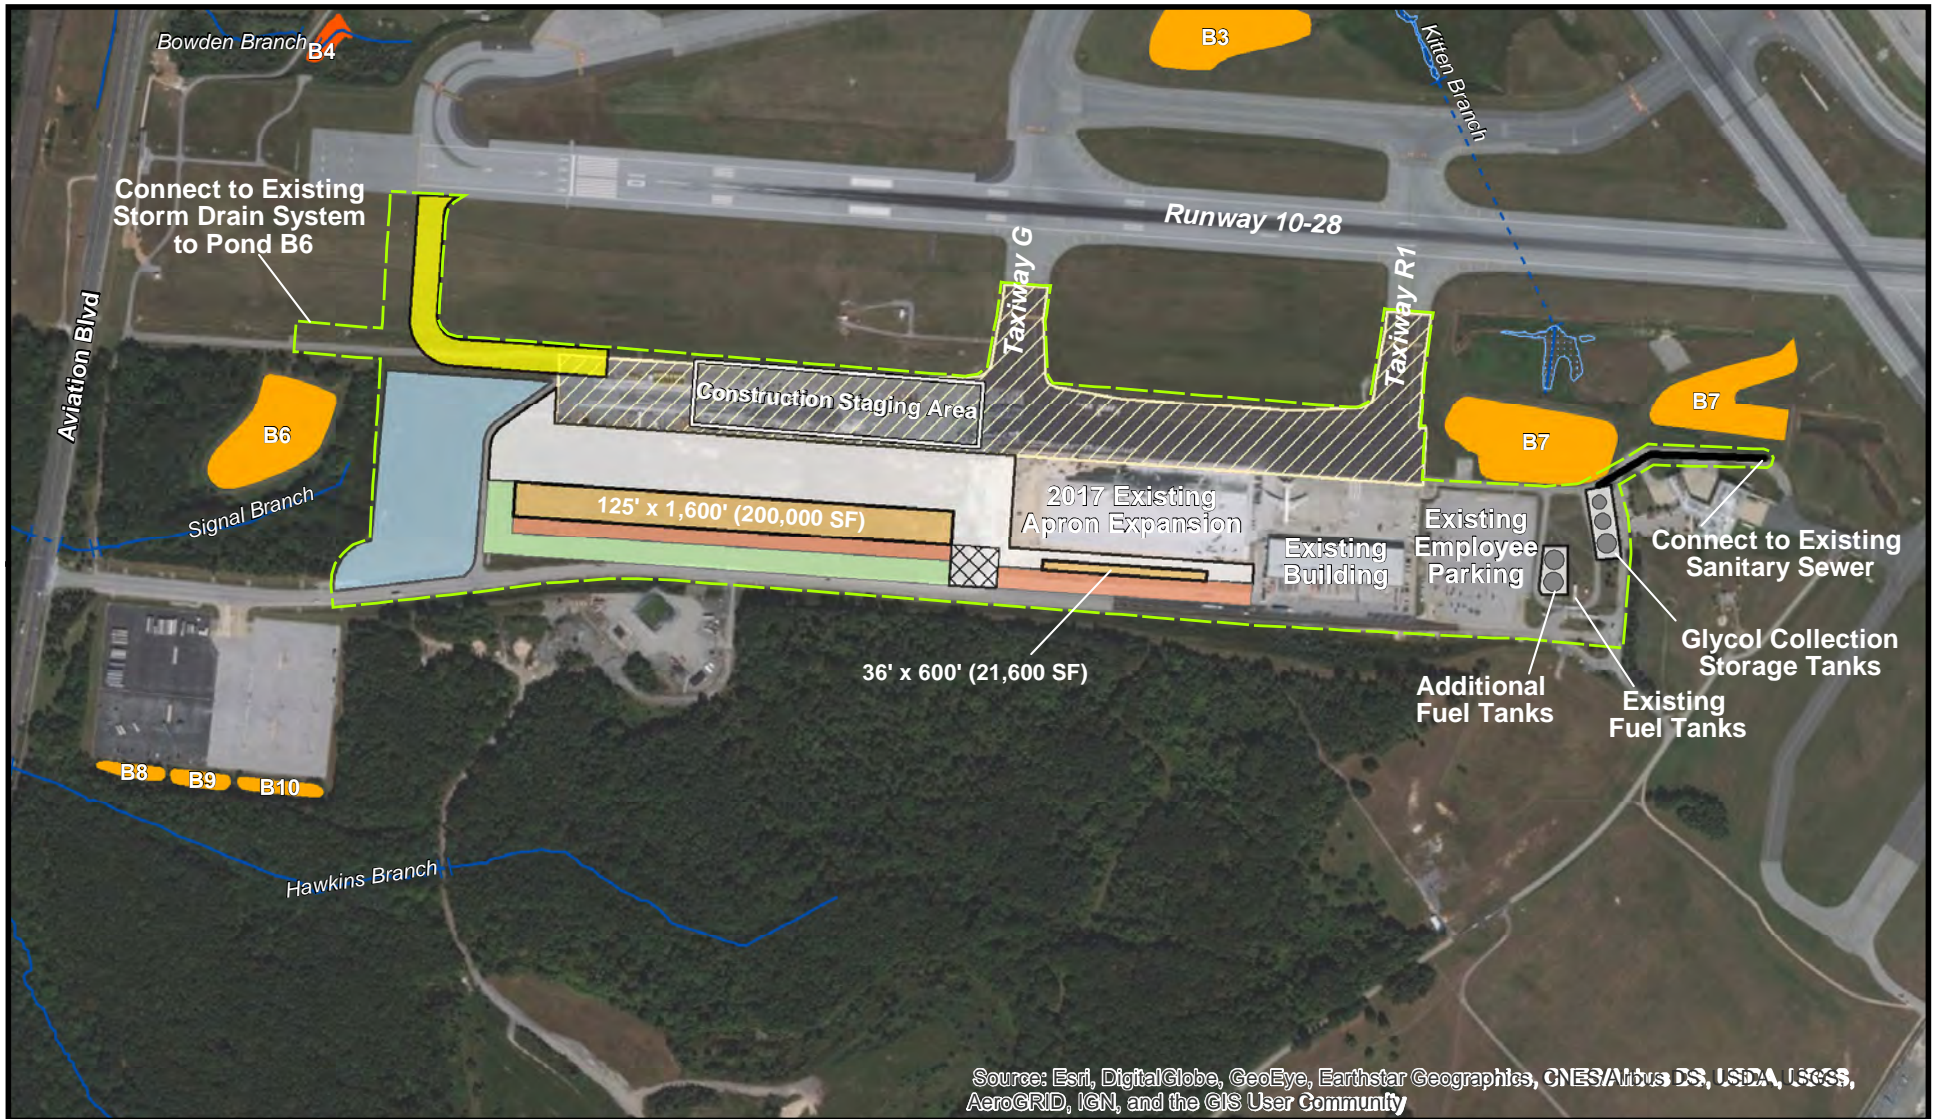 Bowden Branch
B4
B3
Kitten Branch
Connect to Existing
Storm Drain System
to Pond B6
Runway 10-28
Taxiway G
Taxiway R1
Aviation Blvd
Construction Staging Area
B6
B7
B7
Signal Branch
125' x 1,600' (200,000 SF)
2017 Existing
Apron Expansion
Existing
Building
Existing
Employee
Parking
Connect to Existing
Sanitary Sewer
Glycol Collection
Storage Tanks
36' x 600' (21,600 SF)
Additional
Fuel Tanks
Existing
Fuel Tanks
B8
B9
B10
Hawkins Branch
Source: Esri, DigitalGlobe, GeoEye, Earthstar Geographics, CNES/Airbus DS, USDA, USGS,
AeroGRID, IGN, and the GIS User Community